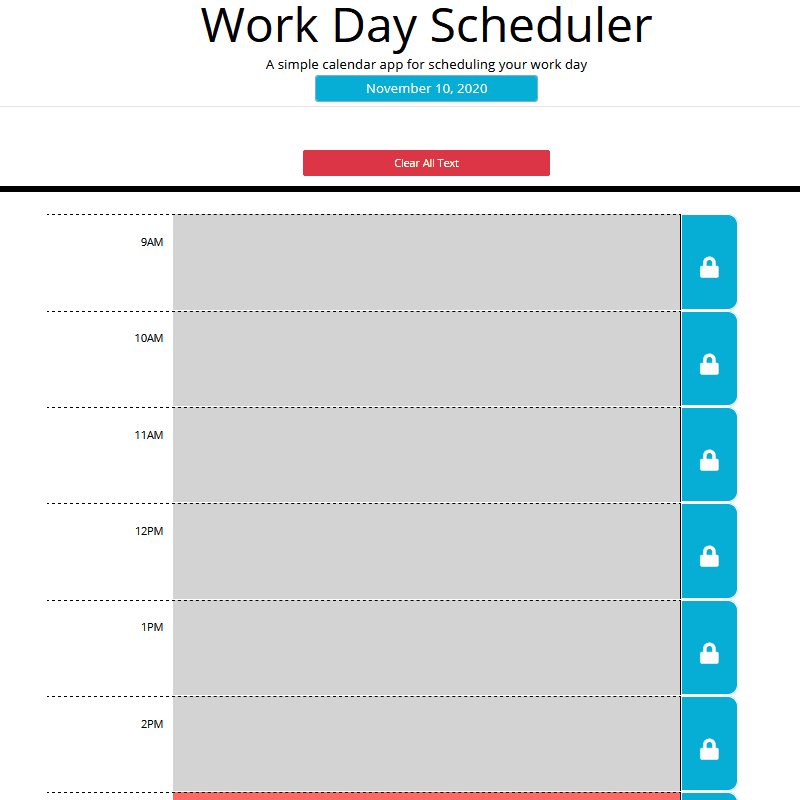 Work Day Scheduler
A simple calendar app for scheduling your work day
November 10, 2020
Clear All Text
9AM
10AM
11AM
12PM
1PM
2PM